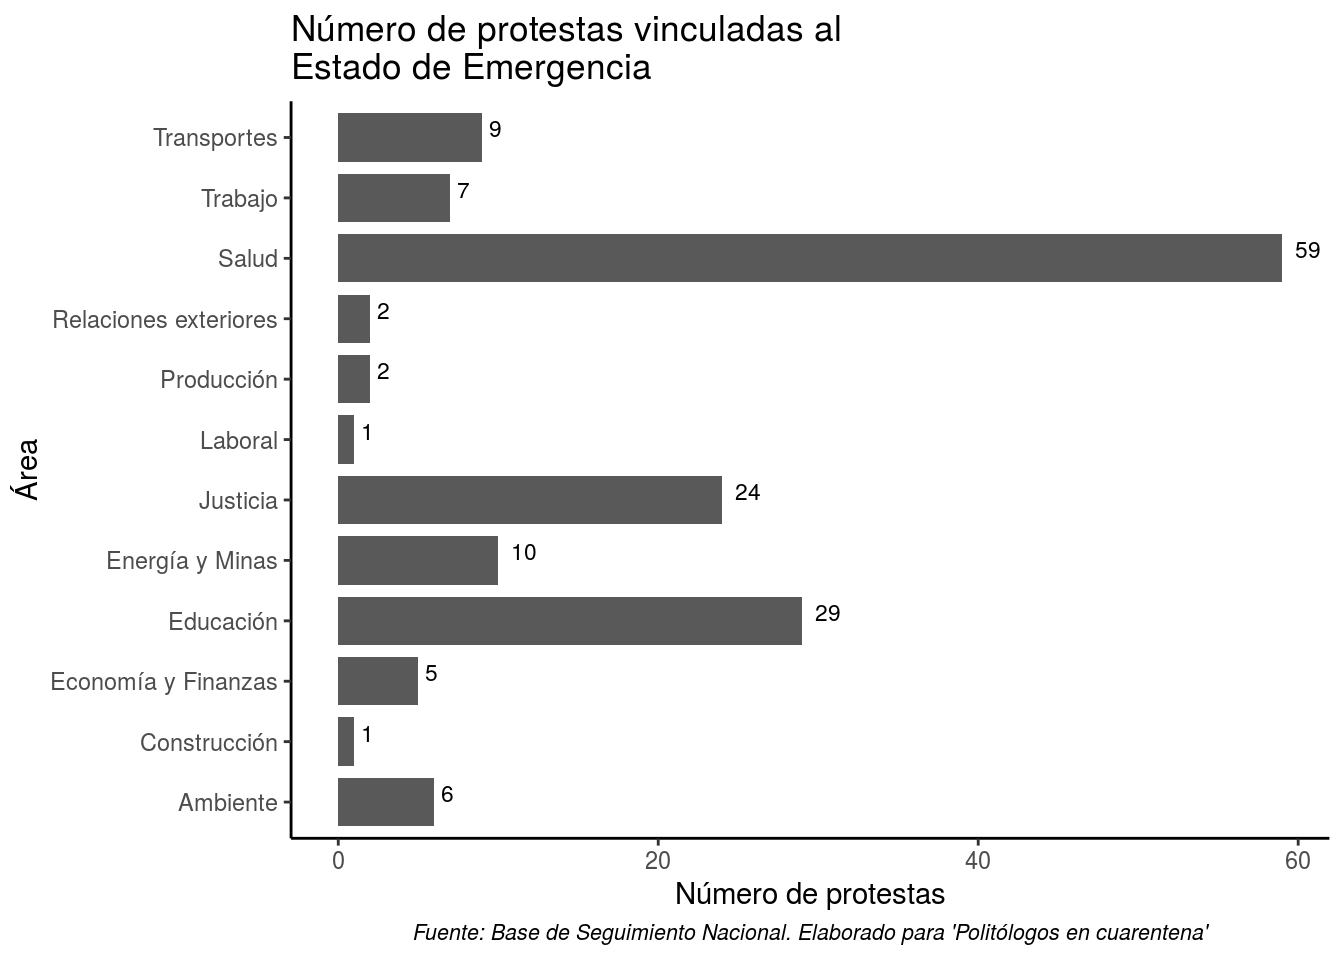 Número de protestas vinculadas al
Estado de Emergencia
Transportes 9
Trabajo 7
Salud 59
Relaciones exteriores 2
Producción 2
Laboral 1
Área
Justicia 24
Energía y Minas 10
Educación 29
Economía y Finanzas 5
Construcción 1
Ambiente 6
0 20 40 60
Número de protestas
Fuente: Base de Seguimiento Nacional. Elaborado para 'Politólogos en cuarentena'